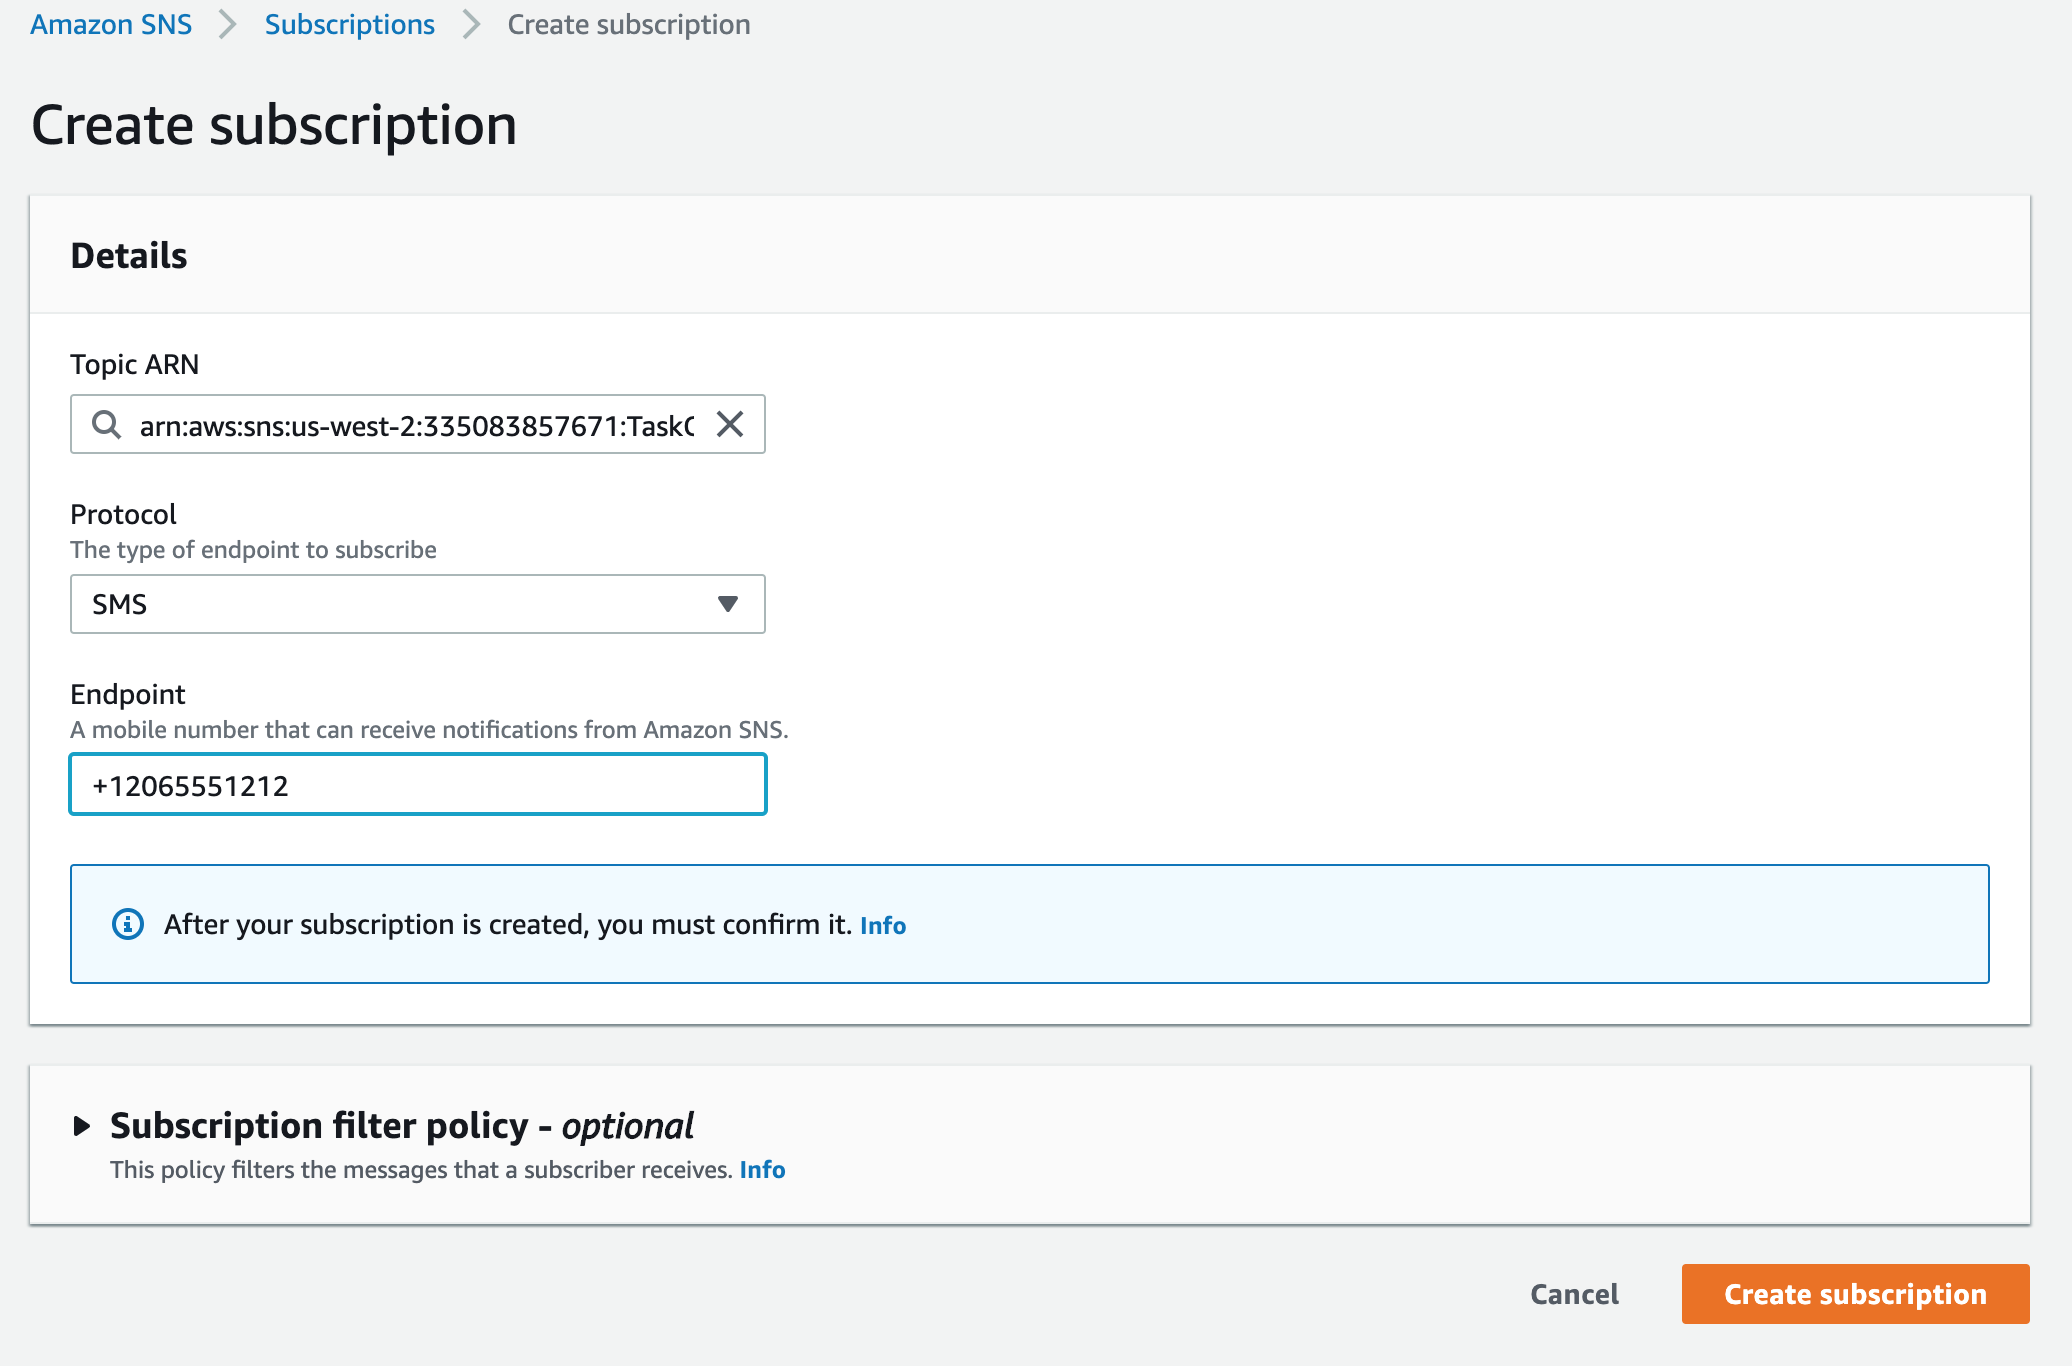 Amazon SNS > Subscriptions > Create subscription
Create subscription
Details
Topic ARN
arn:aws:sns:us-west-2:335083857671:TaskC
Protocol
The type of endpoint to subscribe
SMS
Endpoint
A mobile number that can receive notifications from Amazon SNS.
+12065551212
After your subscription is created, you must confirm it. Info
Subscription filter policy - optional
This policy filters the messages that a subscriber receives. Info
Cancel
Create subscription